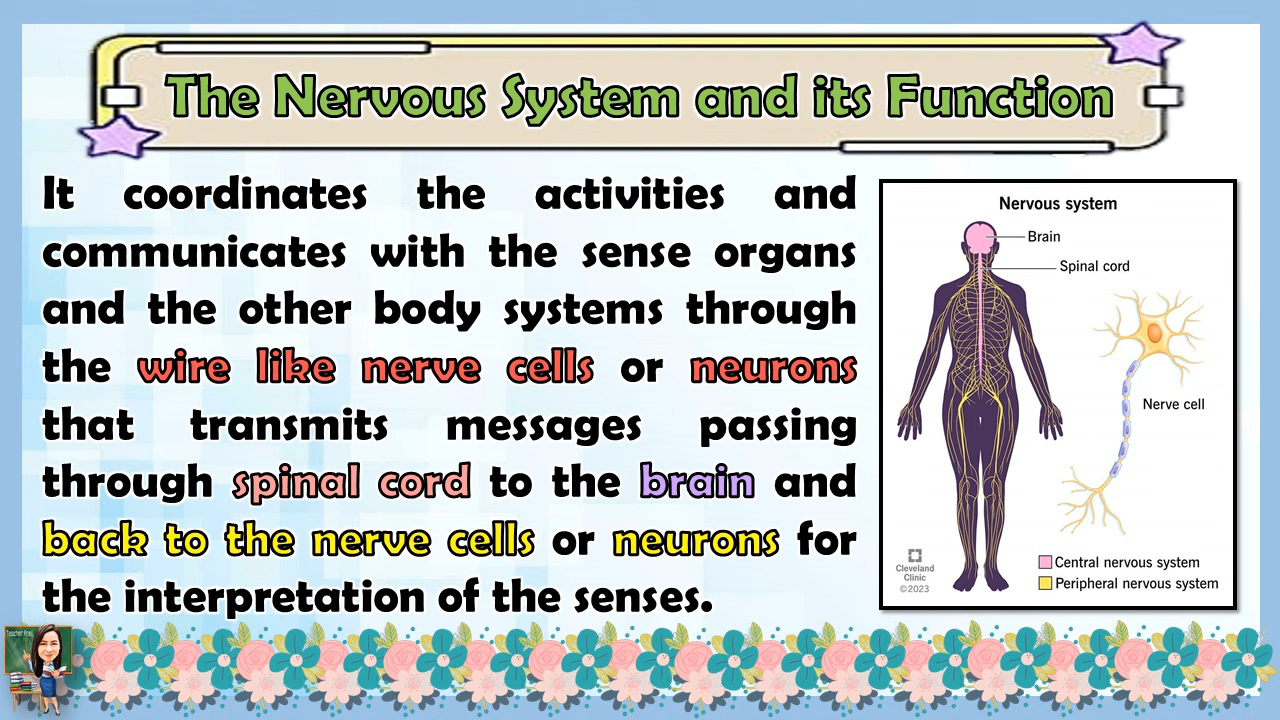 The Nervous System and its Function
It coordinates the activities and
communicates with the sense organs
and the other body systems through
the wire like nerve cells or neurons
that transmits messages passing
through spinal cord to the brain and
back to the nerve cells or neurons for
the interpretation of the senses.
Nervous system
Brain
Spinal cord
Nerve cell
Cleveland
Clinic
©2023
Central nervous system
Peripheral nervous system